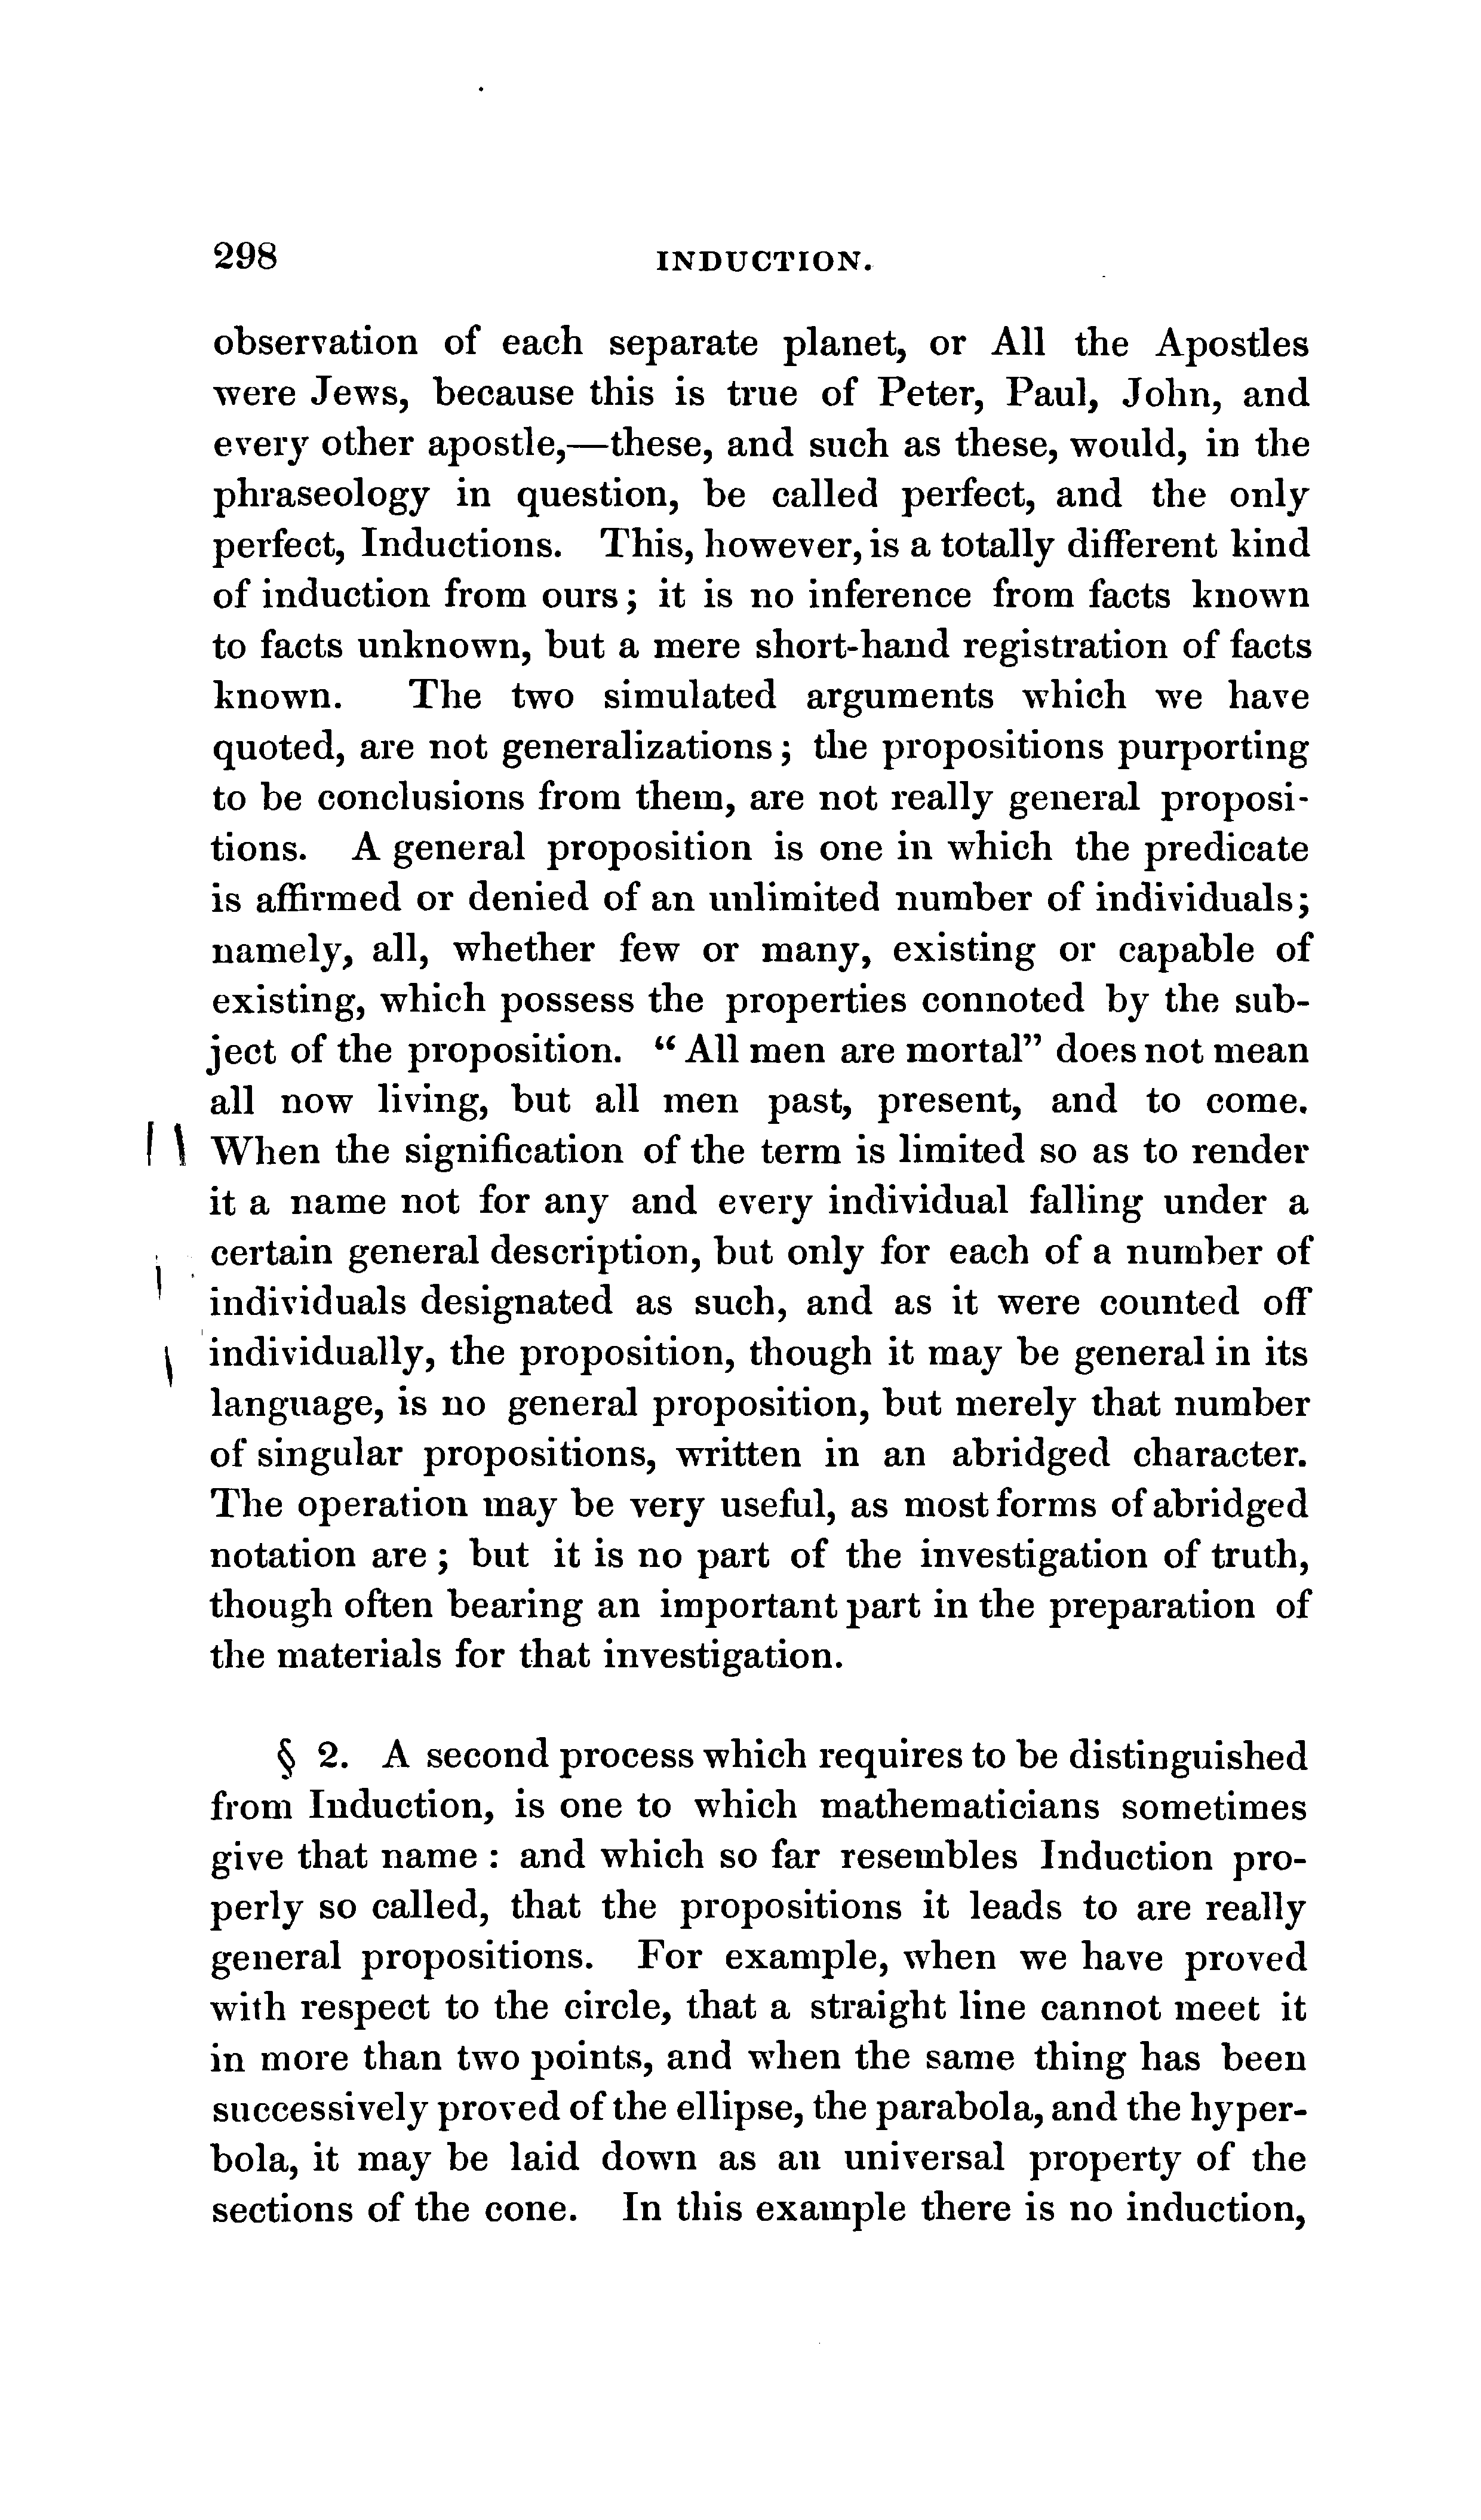 298 INDUCTION.
observation of each separate planet, or All the Apostles
were Jews, because this is true of Peter, Paul, John, and
every other apostle,—these, and such as these, would, in the
phraseology in question, be called perfect, and the only
perfect, Inductions. This, however, is a totally different kind
of induction from ours; it is no inference from facts known
to facts unknown, but a mere short-hand registration of facts
known. The two simulated arguments which we have
quoted, are not generalizations; the propositions purporting
to be conclusions from them, are not really general proposi-
tions. A general proposition is one in which the predicate
is affirmed or denied of an unlimited number of individuals;
namely, all, whether few or many, existing or capable of
existing, which possess the properties connoted by the sub-
ject of the proposition. “All men are mortal” does not mean
all now living, but all men past, present, and to come.
When the signification of the term is limited so as to render
it a name not for any and every individual falling under a
certain general description, but only for each of a number of
individuals designated as such, and as it were counted off
individually, the proposition, though it may be general in its
language, is no general proposition, but merely that number
of singular propositions, written in an abridged character.
The operation may be very useful, as most forms of abridged
notation are; but it is no part of the investigation of truth,
though often bearing an important part in the preparation of
the materials for that investigation.
§ 2. A second process which requires to be distinguished
from Induction, is one to which mathematicians sometimes
give that name: and which so far resembles Induction pro-
perly so called, that the propositions it leads to are really
general propositions. For example, when we have proved
with respect to the circle, that a straight line cannot meet it
in more than two points, and when the same thing has been
successively proved of the ellipse, the parabola, and the hyper-
bola, it may be laid down as an universal property of the
sections of the cone. In this example there is no induction,